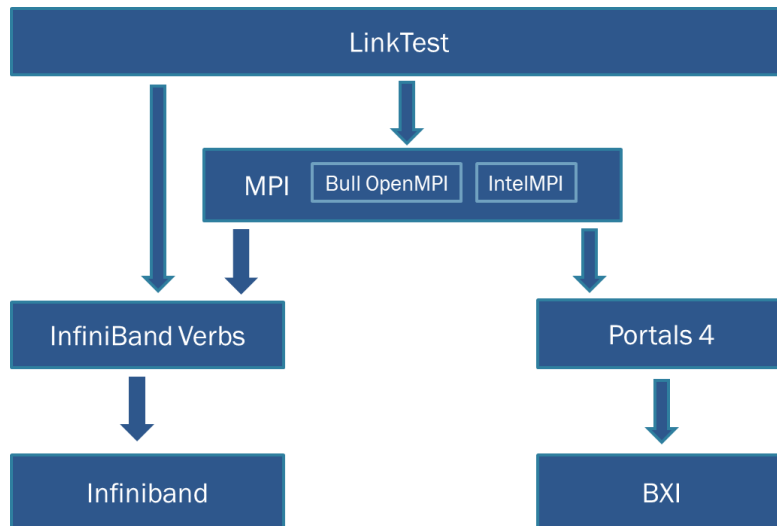 LinkTest
MPI Bull OpenMPI IntelMPI
InfiniBand Verbs Portals 4
Infiniband BXI